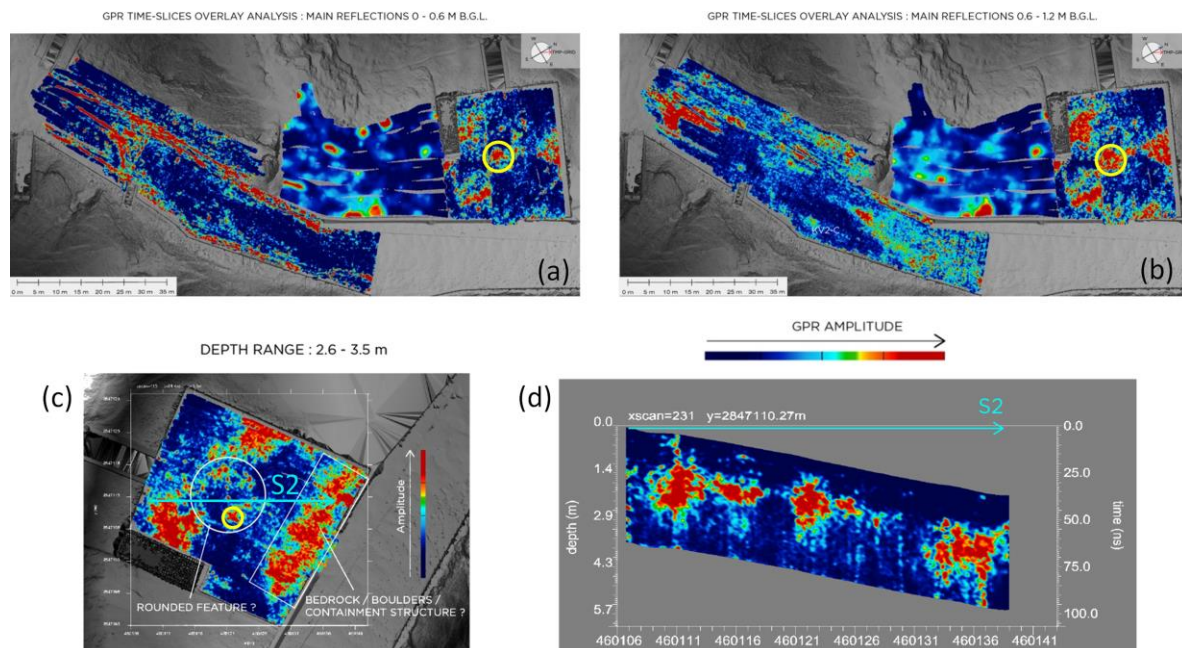 GPR TIME-SLICES OVERLAY ANALYSIS : MAIN REFLECTIONS 0 - 0.6 M B.G.L.
GPR TIME-SLICES OVERLAY ANALYSIS : MAIN REFLECTIONS 0.6 - 1.2 M B.G.L.
W
N
S
E
W
N
S
E
KV2-C
0 m 5 m 10 m 15 m 20 m 25 m 30 m 35 m
(a)
0 m 5 m 10 m 15 m 20 m 25 m 30 m 35 m
(b)
GPR AMPLITUDE
DEPTH RANGE : 2.6 - 3.5 m
(c)
S2
Amplitude
ROUNDED FEATURE ?
BEDROCK / BOULDERS /
CONTAINMENT STRUCTURE ?
(d)
S2
xscan=231 y=2847110.27m
0.0
1.4
2.9
4.3
5.7
depth (m)
0.0
25.0
50.0
75.0
100.0
time (ns)
460106 460111 460116 460121 460126 460131 460136 460141